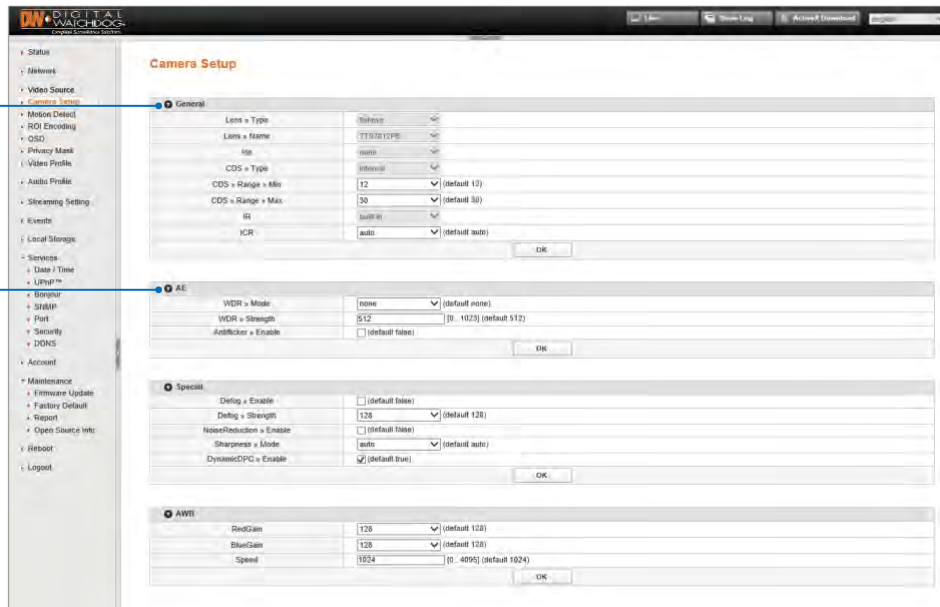 DW DIGITAL
WATCHDOG
Complete Surveillance Solutions
Live
Show Log
ActiveX Download
english
Status
Network
Video Source
Camera Setup
Motion Detect
ROI Encoding
OSD
Privacy Mask
Video Profile
Audio Profile
Streaming Setting
Events
Local Storage
Services
Date / Time
UPnP™
Bonjour
SNMP
Port
Security
DDNS
Account
Maintenance
Firmware Update
Factory Default
Report
Open Source Info
Reboot
Logout
Camera Setup
General
Lens » Type
Lens » Name
none
CDS » Type internal
CDS » Range » Min 12 (default 12)
CDS » Range » Max 30 (default 30)
IR built-in
ICR auto (default auto)
OK
AE
WDR » Mode none (default none)
WDR » Strength 512 [0...1023] (default 512)
Antiflicker » Enable (default false)
OK
Special
Defog » Enable (default false)
Defog » Strength 128 (default 128)
NoiseReduction » Enable (default false)
Sharpness » Mode auto (default auto)
DynamicDPC » Enable (default true)
OK
AWB
RedGain 128 (default 128)
BlueGain 128 (default 128)
Speed 1024 [0...4095] (default 1024)
OK